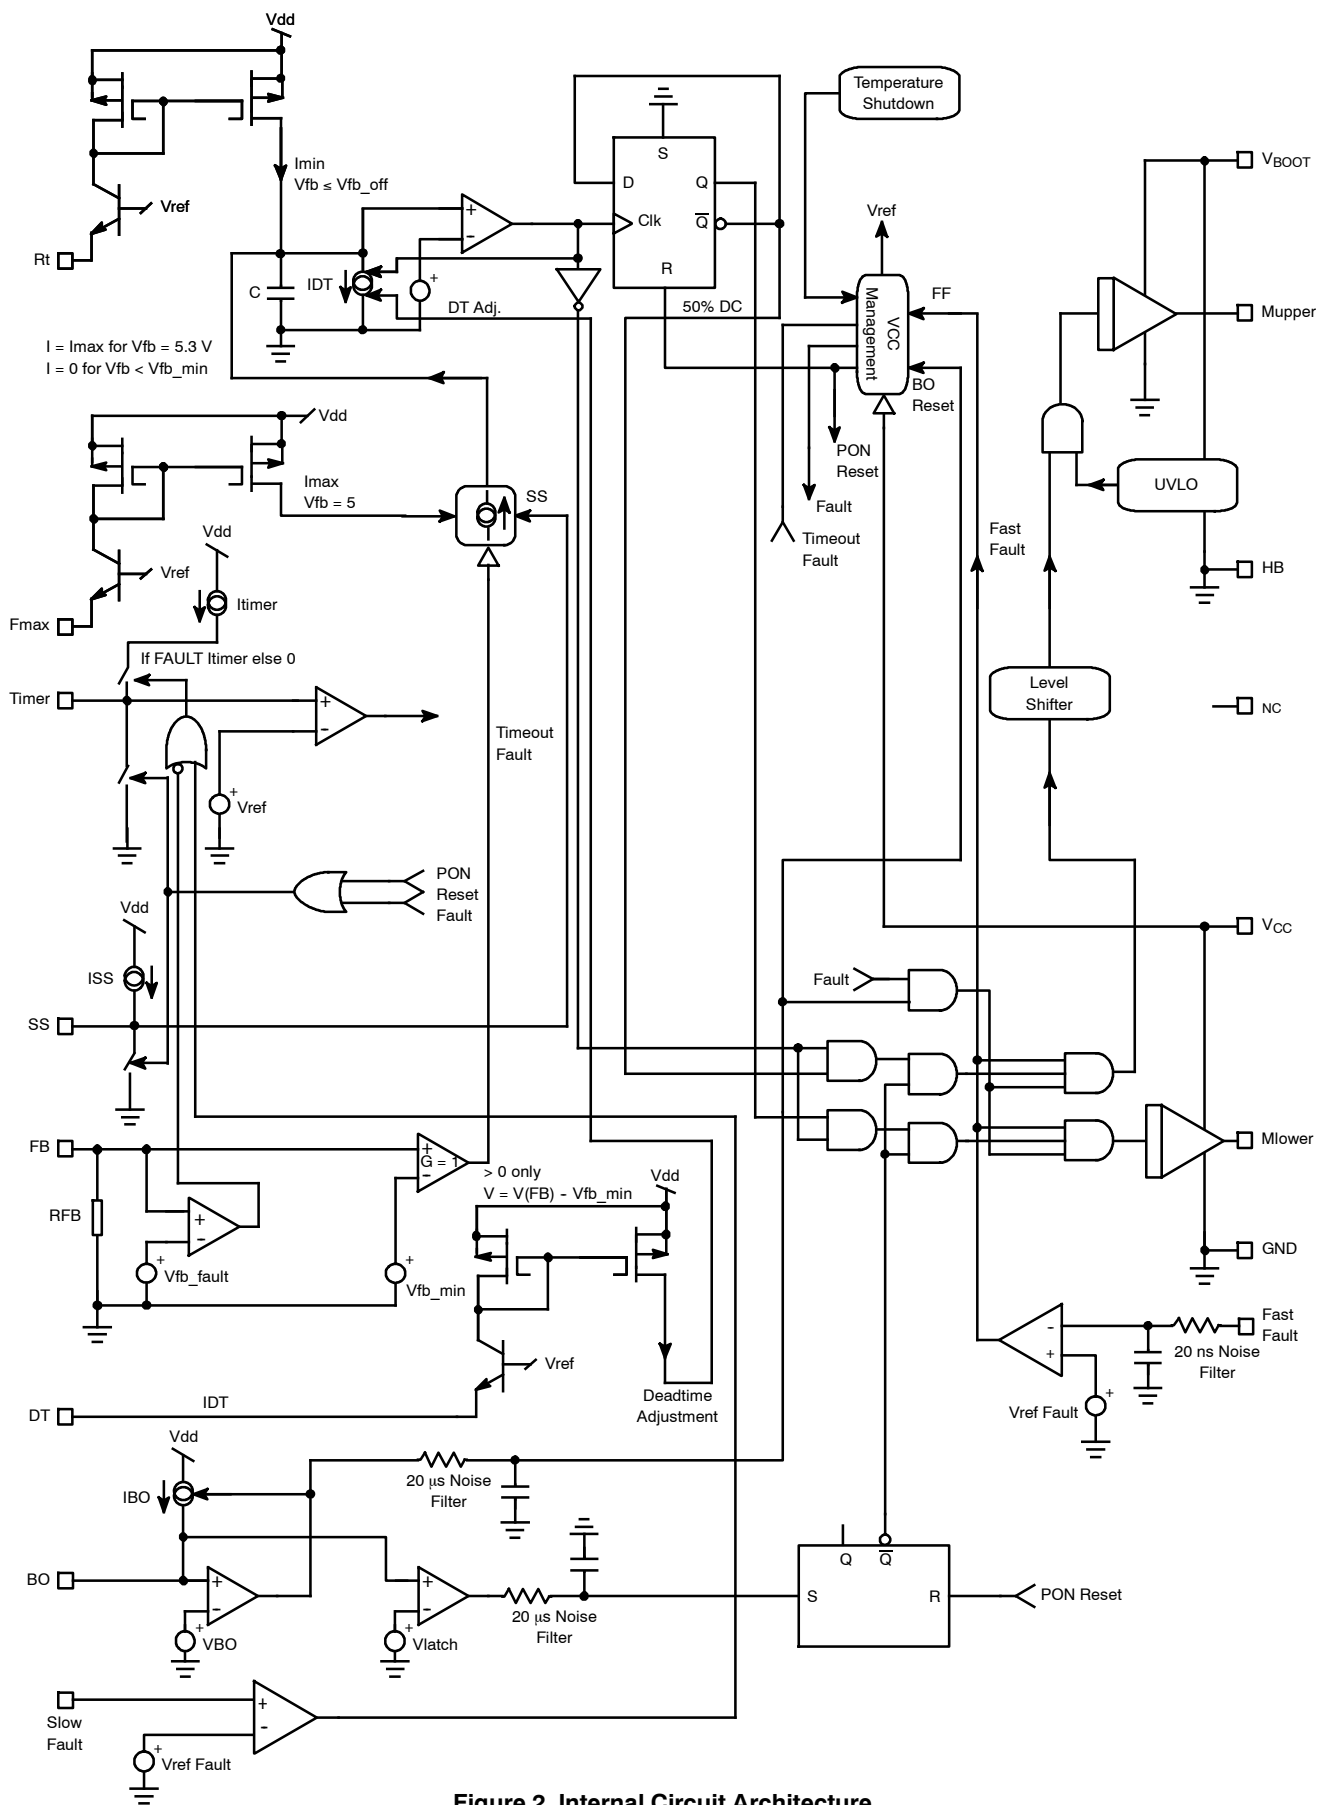 Vdd
Temperature
Shutdown
S
Imin
Vfb ≤ Vfb_off
D
Q
VBOOT
Vref
Vref
+
-
Clk
Q
Rt
R
C
IDT
+
DT Adj.
50% DC
VCC
Management
FF
Mupper
I = Imax for Vfb = 5.3 V
I = 0 for Vfb < Vfb_min
BO
Reset
Vdd
PON
Reset
Imax
Vfb = 5
SS
UVLO
Fault
Vdd
Timeout
Fault
Fast
Fault
Vref
HB
Itimer
Fmax
If FAULT Itimer else 0
Timer
+
-
Level
Shifter
NC
Timeout
Fault
+
Vref
PON
Reset
Fault
Vdd
VCC
ISS
Fault
SS
FB
+
G = 1
-
Mlower
> 0 only
V = V(FB) - Vfb_min
Vdd
RFB
+
-
+
Vfb_fault
+
Vfb_min
GND
Fast
Fault
-
+
20 ns Noise
Filter
Vref
Deadtime
Adjustment
+
Vref Fault
IDT
DT
Vdd
20 μs Noise
Filter
IBO
Q
Q
BO
+
-
+
-
S
R
PON Reset
20 μs Noise
Filter
+
VBO
+
Vlatch
Slow
Fault
+
-
+
Vref Fault
Figure 2. Internal Circuit Architecture